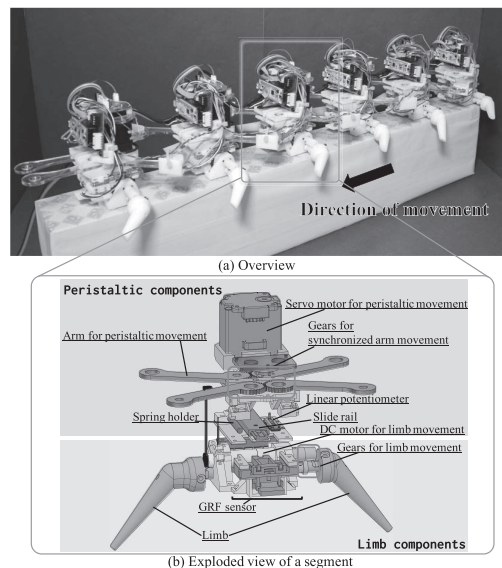 Direction of movement
(a) Overview
Peristaltic components
Servo motor for peristaltic movement
Arm for peristaltic movement
Gears for
synchronized arm movement
Linear potentiometer
Spring holder
Slide rail
DC motor for limb movement
Gears for limb movement
GRF sensor
Limb
Limb components
(b) Exploded view of a segment